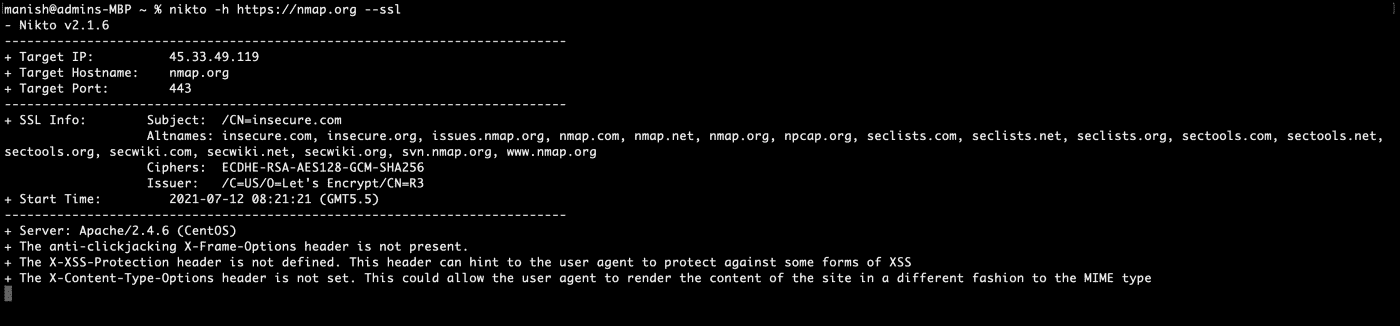 manish@admins-MBP ~ % nikto -h https://nmap.org --ssl
- Nikto v2.1.6
---------------------------------------------------------------------------
+ Target IP:          45.33.49.119
+ Target Hostname:    nmap.org
+ Target Port:        443
---------------------------------------------------------------------------
+ SSL Info:        Subject:  /CN=insecure.com
                   Altnames: insecure.com, insecure.org, issues.nmap.org, nmap.com, nmap.net, nmap.org, npcap.org, seclists.com, seclists.net, seclists.org, sectools.com, sectools.net,
sectools.org, secwiki.com, secwiki.net, secwiki.org, svn.nmap.org, www.nmap.org
                   Ciphers:  ECDHE-RSA-AES128-GCM-SHA256
                   Issuer:   /C=US/O=Let's Encrypt/CN=R3
+ Start Time:         2021-07-12 08:21:21 (GMT5.5)
---------------------------------------------------------------------------
+ Server: Apache/2.4.6 (CentOS)
+ The anti-clickjacking X-Frame-Options header is not present.
+ The X-XSS-Protection header is not defined. This header can hint to the user agent to protect against some forms of XSS
+ The X-Content-Type-Options header is not set. This could allow the user agent to render the content of the site in a different fashion to the MIME type